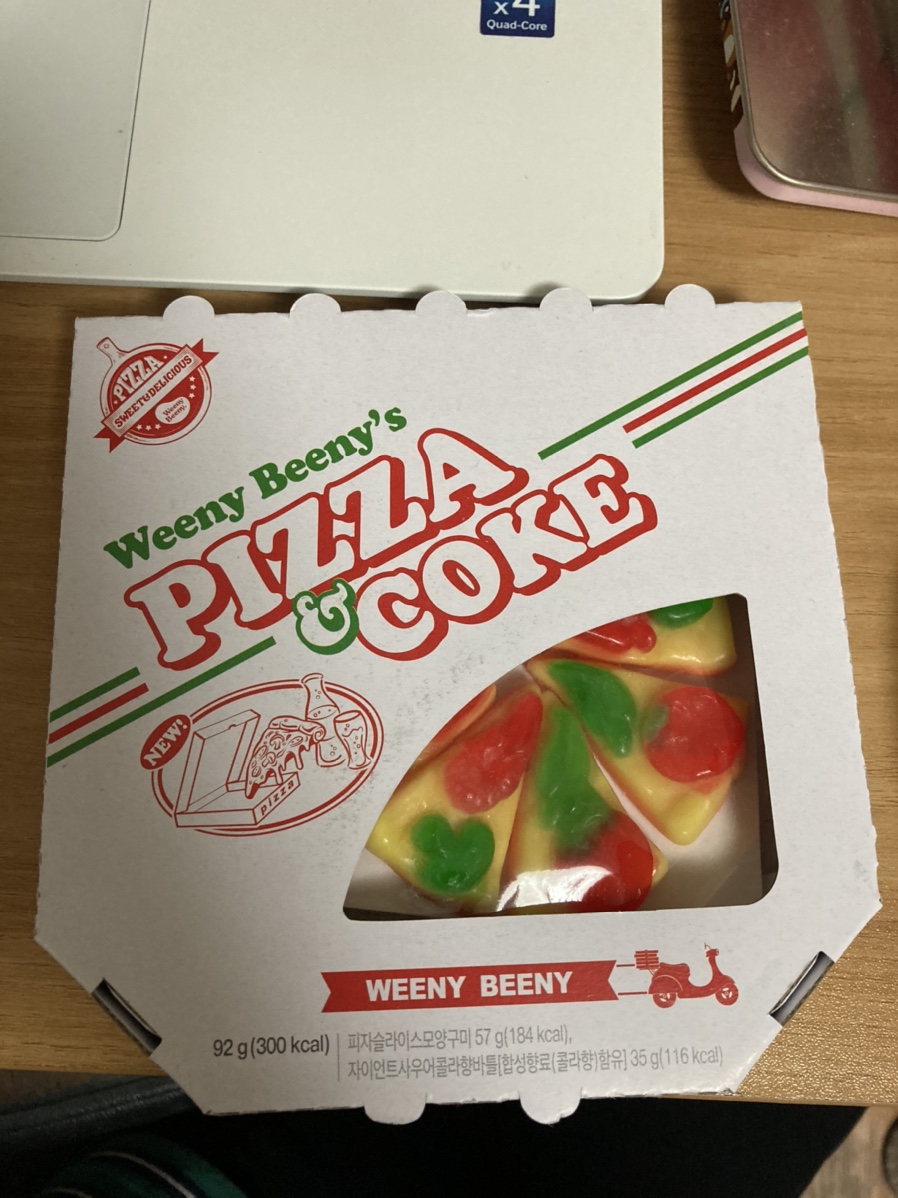 x4
Quad-Core
PIZZA
SWEET&DELICIOUS
Weeny
Beeny.
Weeny Beeny's
PIZZA
& COKE
NEW!
pizza
WEENY BEENY
92 g(300 kcal) | 피자슬라이스모양구미 57 g(184 kcal),
자이언트사우어콜라향바틀[합성향료(콜라향)함유] 35 g(116 kcal)